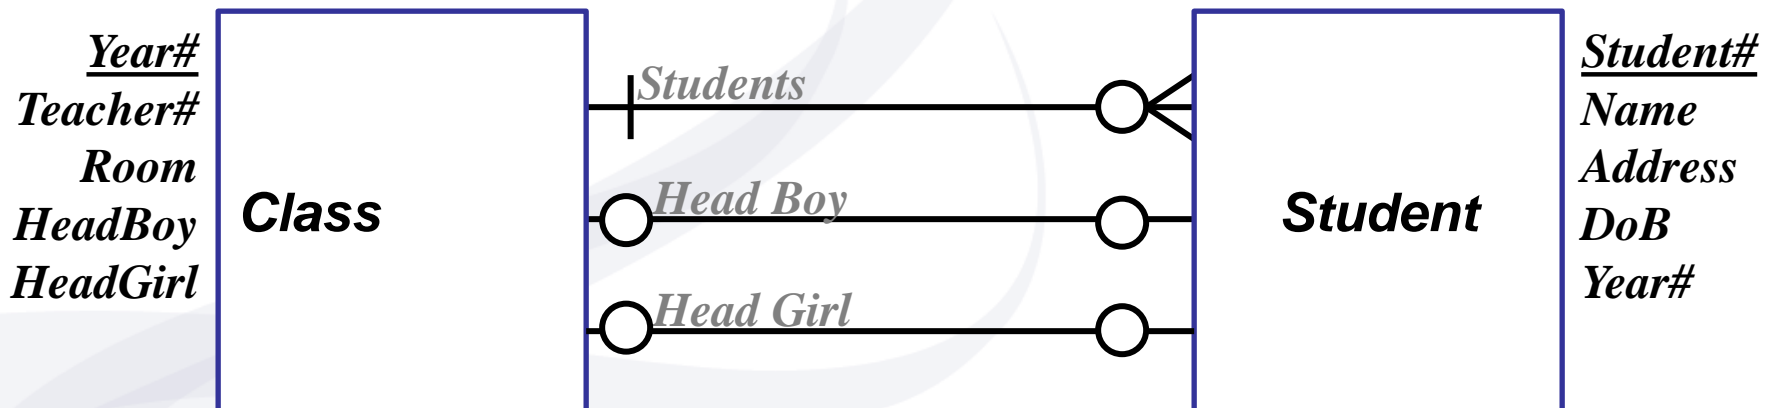 Year#
Teacher#
Room
HeadBoy
HeadGirl
Class
Students
Head Boy
Head Girl
Student
Student#
Name
Address
DoB
Year#